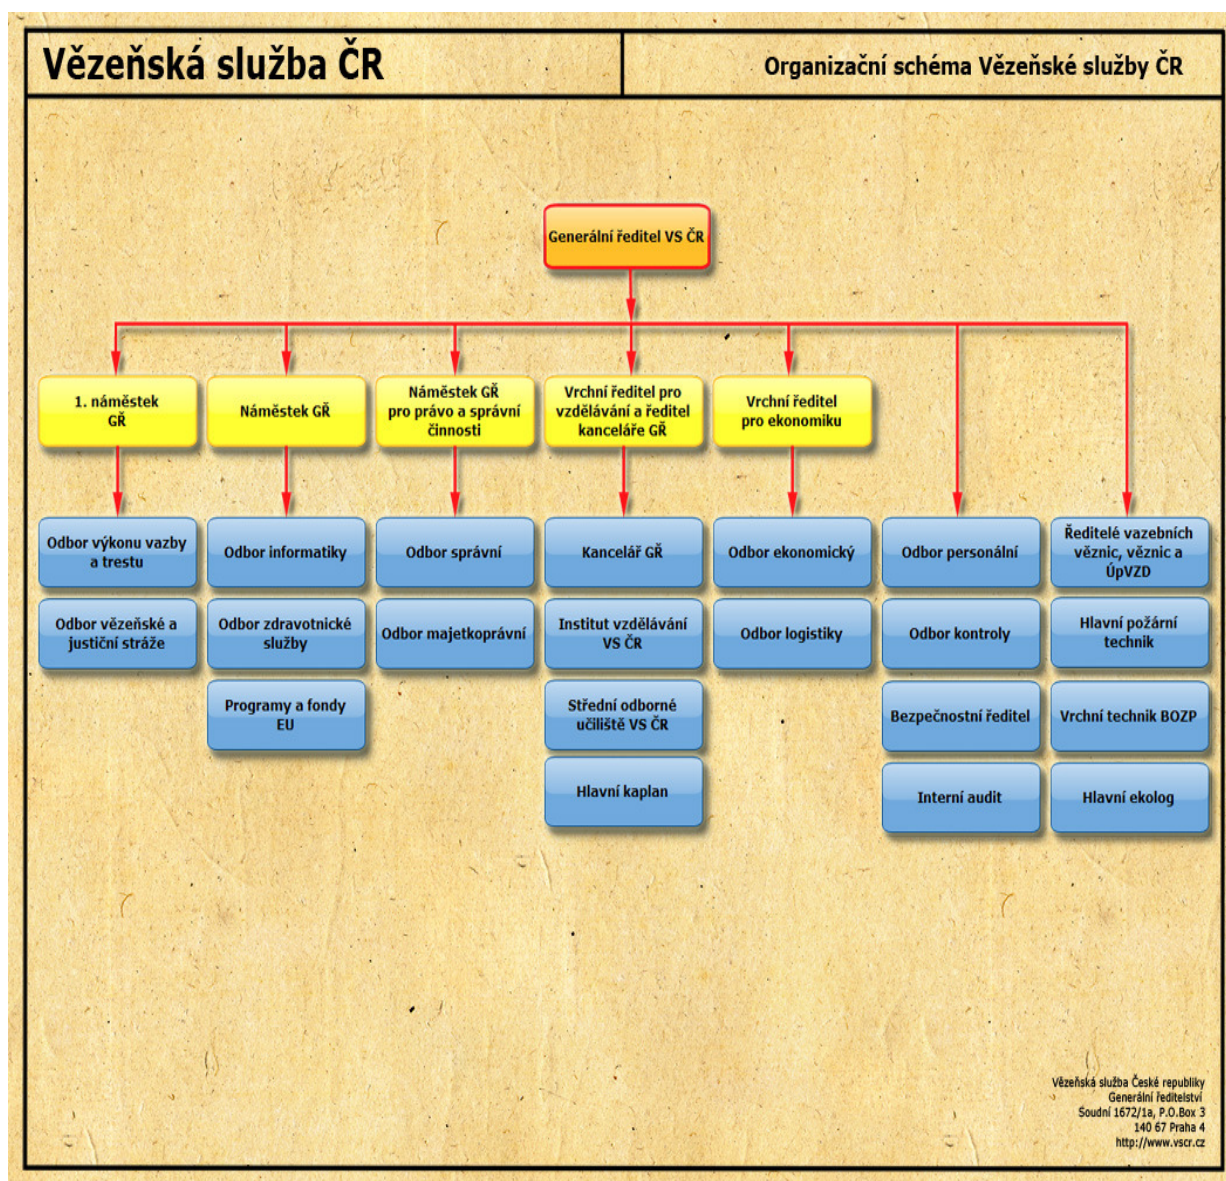 Vězeňská služba ČR
Organizační schéma Vězeňské služby ČR
Generální ředitel VS ČR
1. náměstek
GŘ
Náměstek GŘ
Náměstek GŘ
pro právo a správní
činnosti
Vrchní ředitel pro
vzdělávání a ředitel
kanceláře GŘ
Vrchní ředitel
pro ekonomiku
Odbor výkonu vazby
a trestu
Odbor informatiky
Odbor správní
Kancelář GŘ
Odbor ekonomický
Odbor personální
Ředitelé vazebních
věznic, věznic a
ÚpVZD
Odbor vězeňské a
justiční stráže
Odbor zdravotnické
služby
Odbor majetkoprávní
Institut vzdělávání
VS ČR
Odbor logistiky
Odbor kontroly
Hlavní požární
technik
Programy a fondy
EU
Střední odborné
učiliště VS ČR
Bezpečnostní ředitel
Vrchní technik BOZP
Hlavní kaplan
Interní audit
Hlavní ekolog
Vězeňská služba České republiky
Generální ředitelství
Soudní 1672/1a, P.O.Box 3
140 67 Praha 4
http://www.vscr.cz